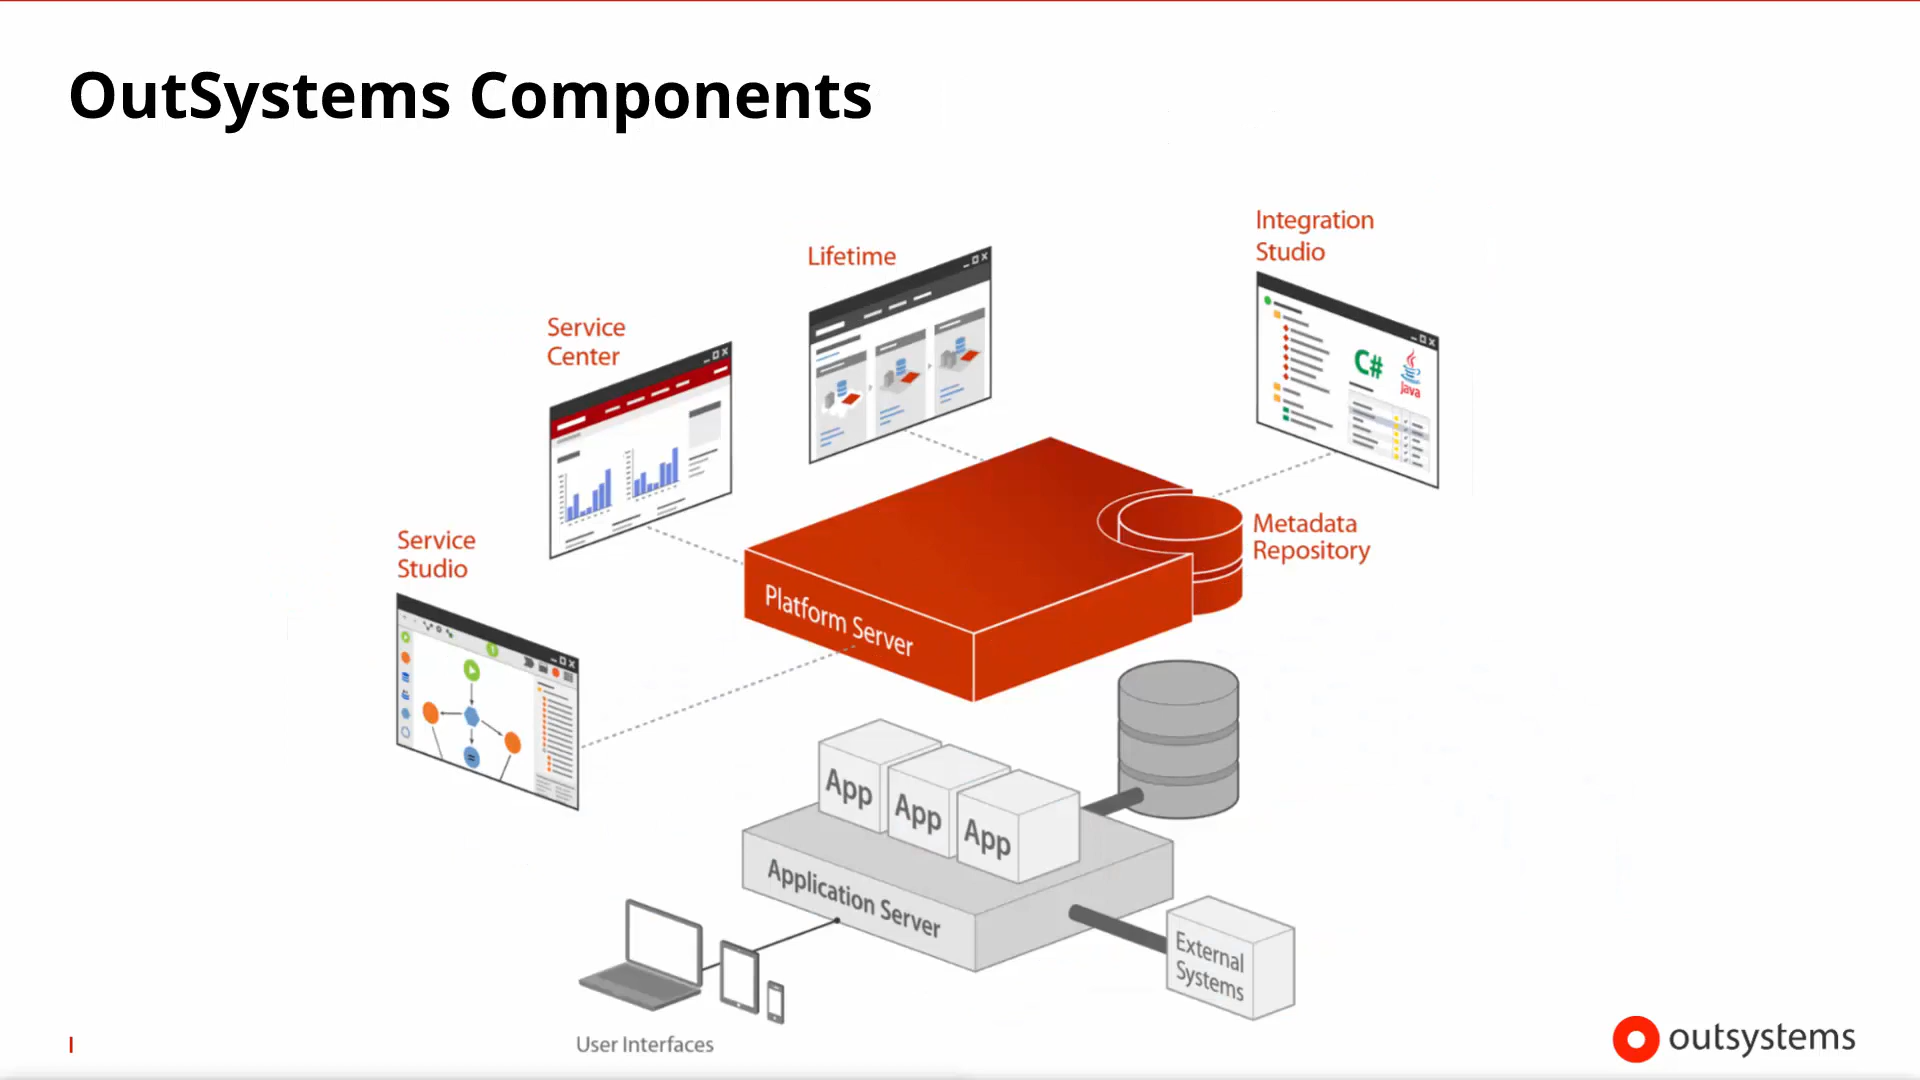 OutSystems Components
Integration
Studio
Lifetime
Service
Center
C#
Java
Metadata
Repository
Service
Studio
Platform Server
App
App
App
Application Server
External
Systems
User Interfaces
outsystems